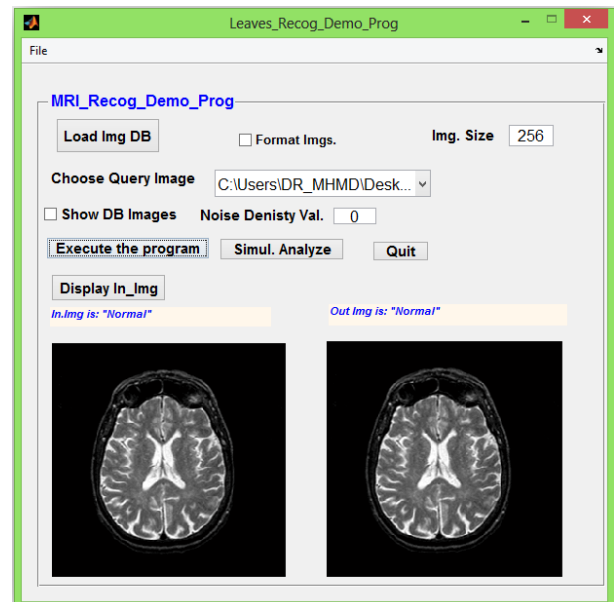 Leaves_Recog_Demo_Prog
File
MRI_Recog_Demo_Prog
Load Img DB Format Imgs. Img. Size 256
Choose Query Image C:\Users\DR_MHMD\Desk...
Show DB Images Noise Denisty Val. 0
Execute the program Simul. Analyze Quit
Display In_Img
In.Img is: "Normal" Out Img is: "Normal"